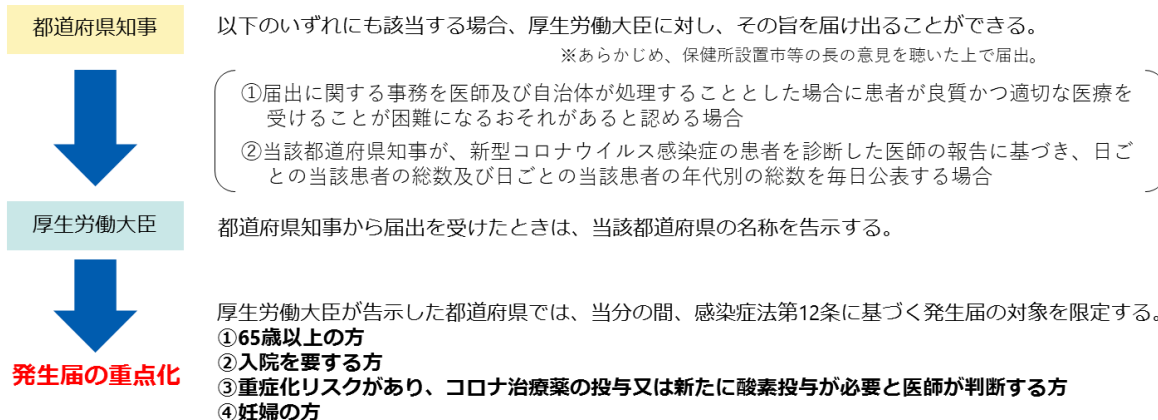 都道府県知事
以下のいずれにも該当する場合、厚生労働大臣に対し、その旨を届け出ることができる。
※あらかじめ、保健所設置市等の長の意見を聴いた上で届出。
①届出に関する事務を医師及び自治体が処理することとした場合に患者が良質かつ適切な医療を
受けることが困難になるおそれがあると認める場合
②当該都道府県知事が、新型コロナウイルス感染症の患者を診断した医師の報告に基づき、日ご
との当該患者の総数及び日ごとの当該患者の年代別の総数を毎日公表する場合
厚生労働大臣
都道府県知事から届出を受けたときは、当該都道府県の名称を告示する。
厚生労働大臣が告示した都道府県では、当分の間、感染症法第12条に基づく発生届の対象を限定する。
①65歳以上の方
②入院を要する方
発生届の重点化
③重症化リスクがあり、コロナ治療薬の投与又は新たに酸素投与が必要と医師が判断する方
④妊婦の方